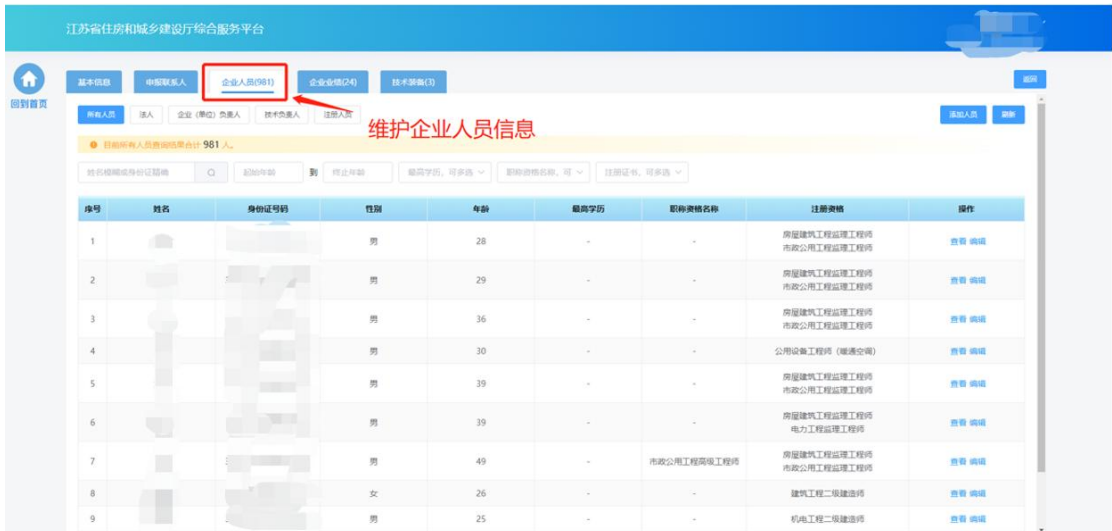 江苏省住房和城乡建设厅综合服务平台
回到首页
基本信息 申报联系人 企业人员(981) 企业业绩(24) 技术装备(3) 返回
所有人员 法人 企业（单位）负责人 技术负责人 注册人员 添加人员 刷新
维护企业人员信息
目前所有人员查询结果合计 981 人。
姓名模糊或身份证精确 起始年龄 到 终止年龄 最高学历，可多选 职称资格名称，可 注册证书，可多选
序号 姓名 身份证号码 性别 年龄 最高学历 职称资格名称 注册资格 操作
1 男 28 - - 房屋建筑工程监理工程师 查看 编辑
市政公用工程监理工程师
2 男 29 - - 房屋建筑工程监理工程师 查看 编辑
市政公用工程监理工程师
3 男 36 - - 房屋建筑工程监理工程师 查看 编辑
市政公用工程监理工程师
4 男 30 - - 公用设备工程师（暖通空调） 查看 编辑
5 男 39 - - 房屋建筑工程监理工程师 查看 编辑
市政公用工程监理工程师
6 男 39 - - 房屋建筑工程监理工程师 查看 编辑
电力工程监理工程师
7 男 49 - 市政公用工程高级工程师 房屋建筑工程监理工程师 查看 编辑
市政公用工程监理工程师
8 女 26 - - 建筑工程二级建造师 查看 编辑
9 男 25 - - 机电工程二级建造师 查看 编辑